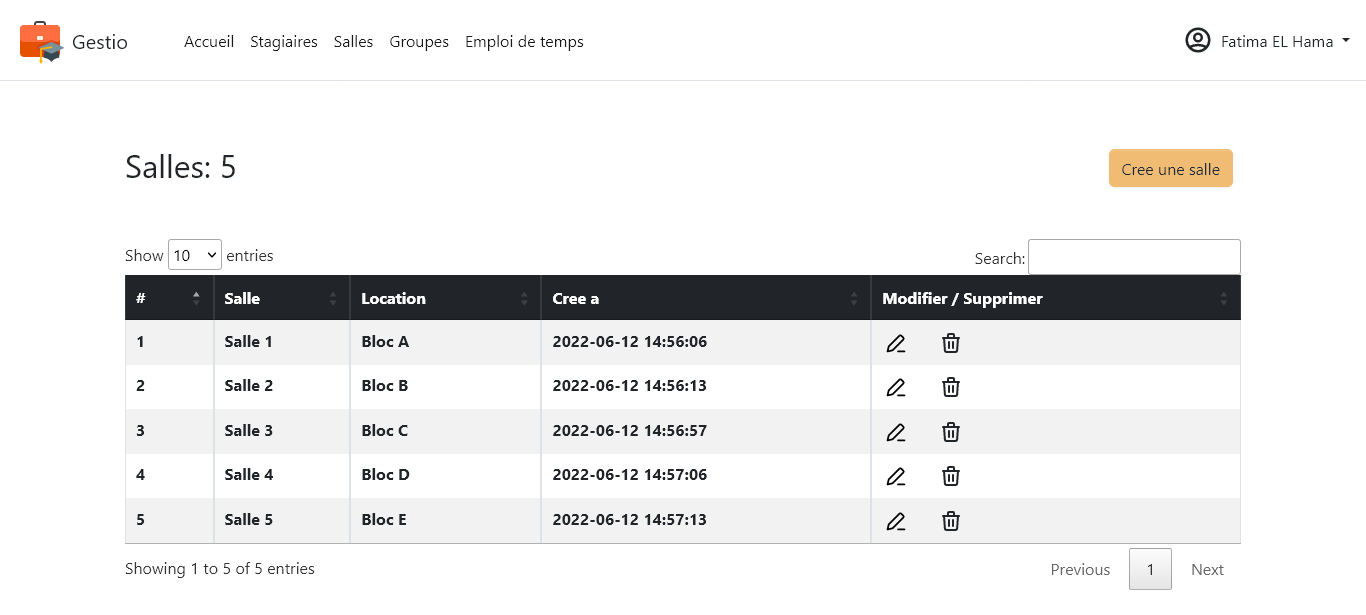 Gestio Accueil Stagiaires Salles Groupes Emploi de temps Fatima EL Hama
Salles: 5 Cree une salle
Show 10 entries Search:
# Salle Location Cree a Modifier / Supprimer
1 Salle 1 Bloc A 2022-06-12 14:56:06
2 Salle 2 Bloc B 2022-06-12 14:56:13
3 Salle 3 Bloc C 2022-06-12 14:56:57
4 Salle 4 Bloc D 2022-06-12 14:57:06
5 Salle 5 Bloc E 2022-06-12 14:57:13
Showing 1 to 5 of 5 entries Previous 1 Next